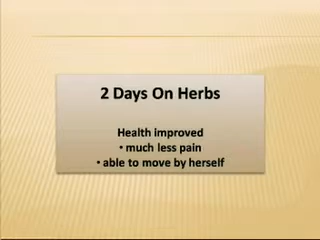 2 Days On Herbs
Health improved
• much less pain
• able to move by herself